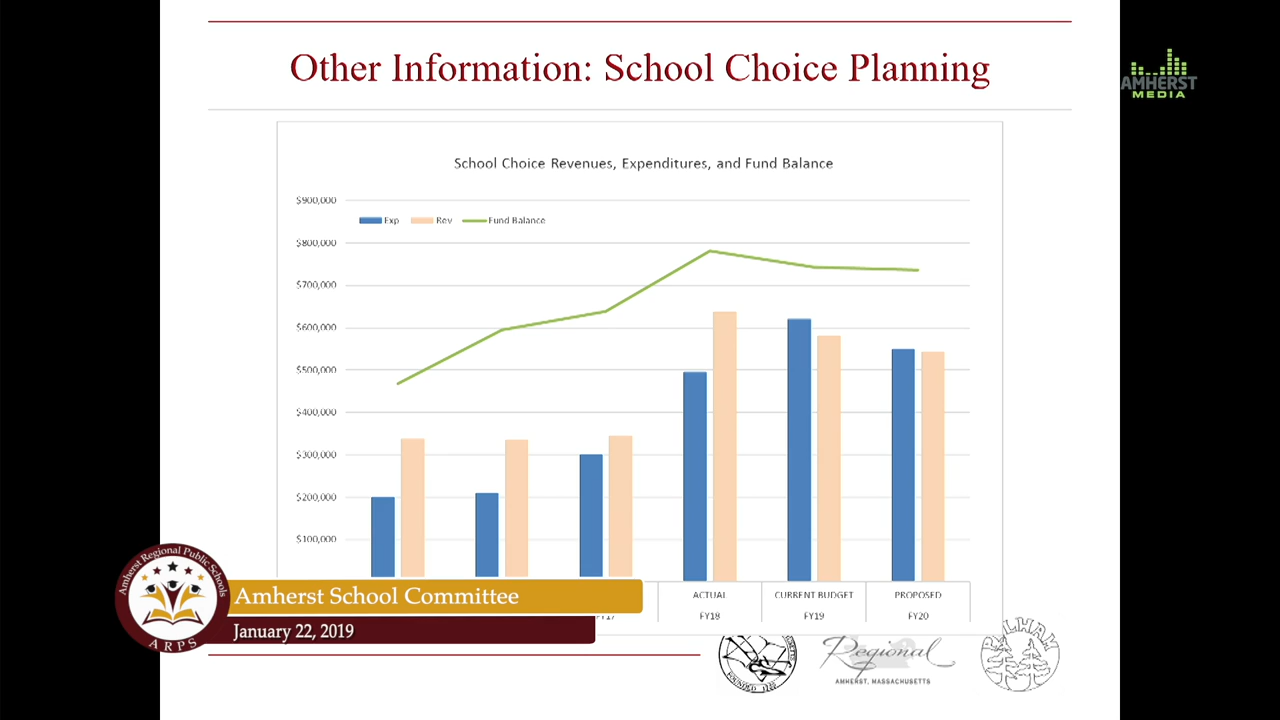 Other Information: School Choice Planning
AMHERST
MEDIA
School Choice Revenues, Expenditures, and Fund Balance
$900,000
Exp Rev Fund Balance
$800,000
$700,000
$600,000
$500,000
$400,000
$300,000
$200,000
$100,000
ACTUAL CURRENT BUDGET PROPOSED
FY18 FY19 FY20
Amherst Regional Public Schools
ARPS
Amherst School Committee
January 22, 2019
Regional
AMHERST, MASSACHUSETTS